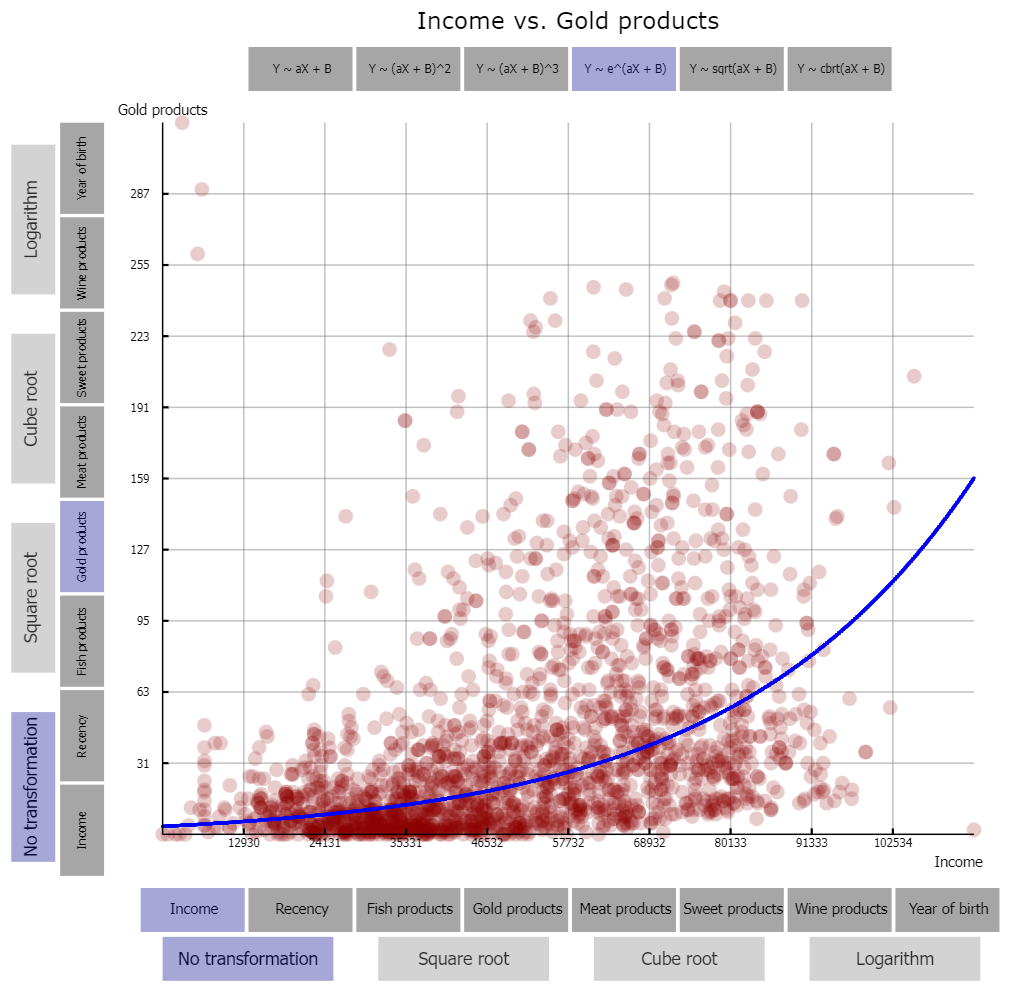 Income vs. Gold products
Y ~ aX + B
Y ~ (aX + B)^2
Y ~ (aX + B)^3
Y ~ e^(aX + B)
Y ~ sqrt(aX + B)
Y ~ cbrt(aX + B)
Gold products
Logarithm
Cube root
Square root
No transformation
Year of birth
Wine products
Sweet products
Meat products
Gold products
Fish products
Recency
Income
287
255
223
191
159
127
95
63
31
12930
24131
35331
46532
57732
68932
80133
91333
102534
Income
Income
Recency
Fish products
Gold products
Meat products
Sweet products
Wine products
Year of birth
No transformation
Square root
Cube root
Logarithm